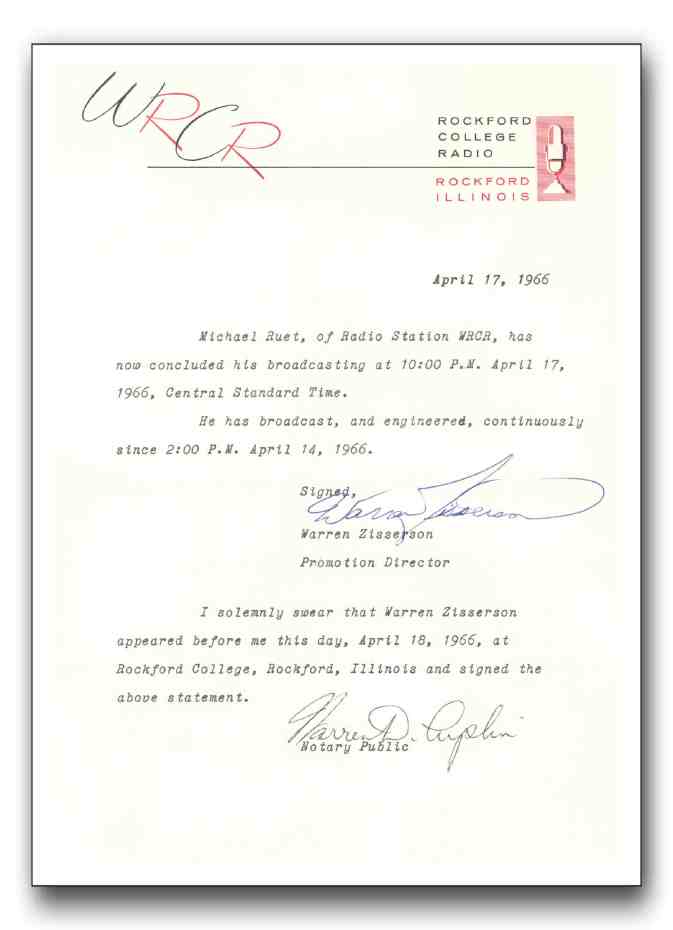 WRCR
ROCKFORD
COLLEGE
RADIO
ROCKFORD
ILLINOIS
April 17, 1966
Michael Ruet, of Radio Station WRCR, has
now concluded his broadcasting at 10:00 P.M. April 17,
1966, Central Standard Time.
He has broadcast, and engineered, continuously
since 2:00 P.M. April 14, 1966.
Signed,
Warren Zisserson
Warren Zisserson
Promotion Director
I solemnly swear that Warren Zisserson
appeared before me this day, April 18, 1966, at
Rockford College, Rockford, Illinois and signed the
above statement.
Warren D.
Notary Public